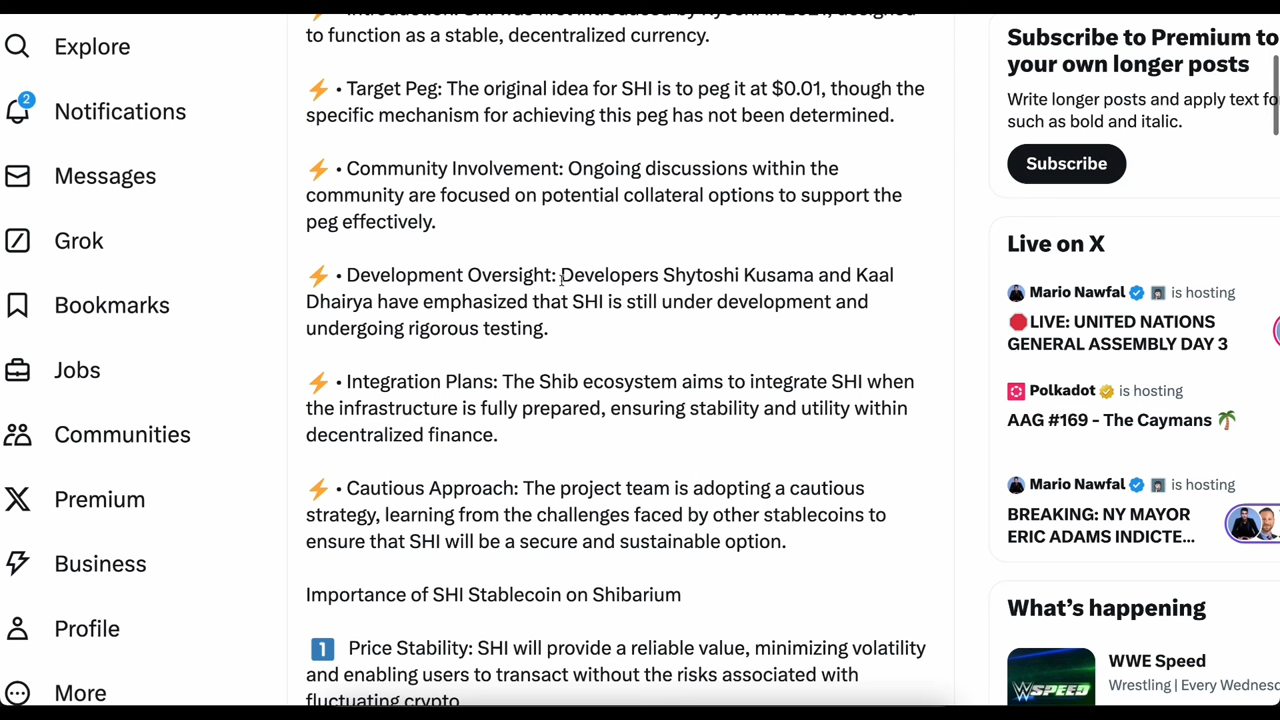 Explore
Notifications
2
Messages
Grok
Bookmarks
Jobs
Communities
Premium
Business
Profile
More
to function as a stable, decentralized currency.
⚡ • Target Peg: The original idea for SHI is to peg it at $0.01, though the
specific mechanism for achieving this peg has not been determined.
⚡ • Community Involvement: Ongoing discussions within the
community are focused on potential collateral options to support the
peg effectively.
⚡ • Development Oversight: Developers Shytoshi Kusama and Kaal
Dhairya have emphasized that SHI is still under development and
undergoing rigorous testing.
⚡ • Integration Plans: The Shib ecosystem aims to integrate SHI when
the infrastructure is fully prepared, ensuring stability and utility within
decentralized finance.
⚡ • Cautious Approach: The project team is adopting a cautious
strategy, learning from the challenges faced by other stablecoins to
ensure that SHI will be a secure and sustainable option.
Importance of SHI Stablecoin on Shibarium
1️⃣ Price Stability: SHI will provide a reliable value, minimizing volatility
and enabling users to transact without the risks associated with
fluctuating crypto
Subscribe to Premium to
your own longer posts
Write longer posts and apply text fo
such as bold and italic.
Subscribe
Live on X
Mario Nawfal is hosting
🛑LIVE: UNITED NATIONS
GENERAL ASSEMBLY DAY 3
Polkadot is hosting
AAG #169 - The Caymans 🌴
Mario Nawfal is hosting
BREAKING: NY MAYOR
ERIC ADAMS INDICTE...
What's happening
WWE Speed
Wrestling | Every Wednesd
SPEED